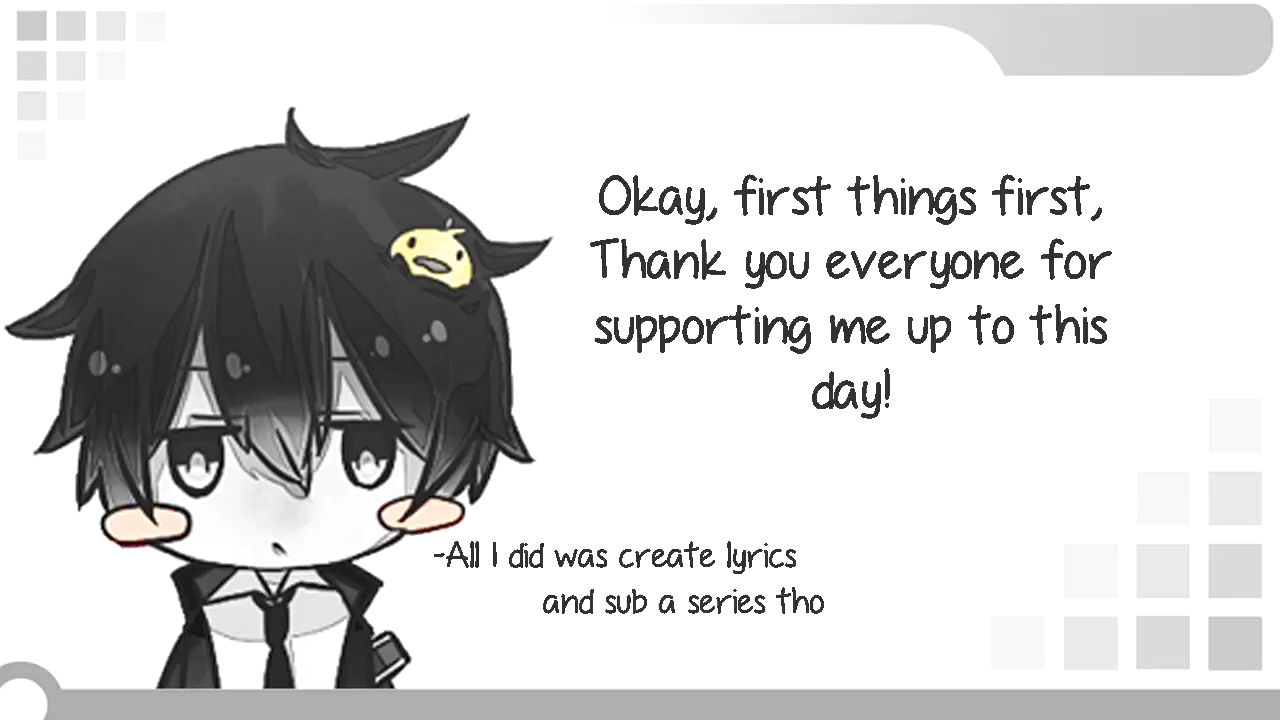 Okay, first things first,
Thank you everyone for
supporting me up to this
day!
-All I did was create lyrics
and sub a series tho